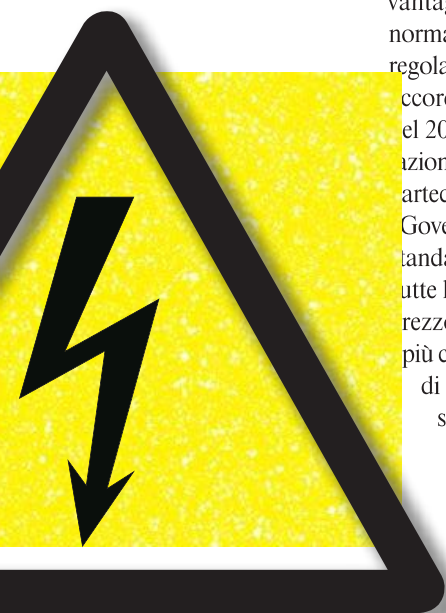 vantag
norma
regola
ccord
el 20
azion
artec
Gove
tanda
utte l
rezzo
più c
di
s